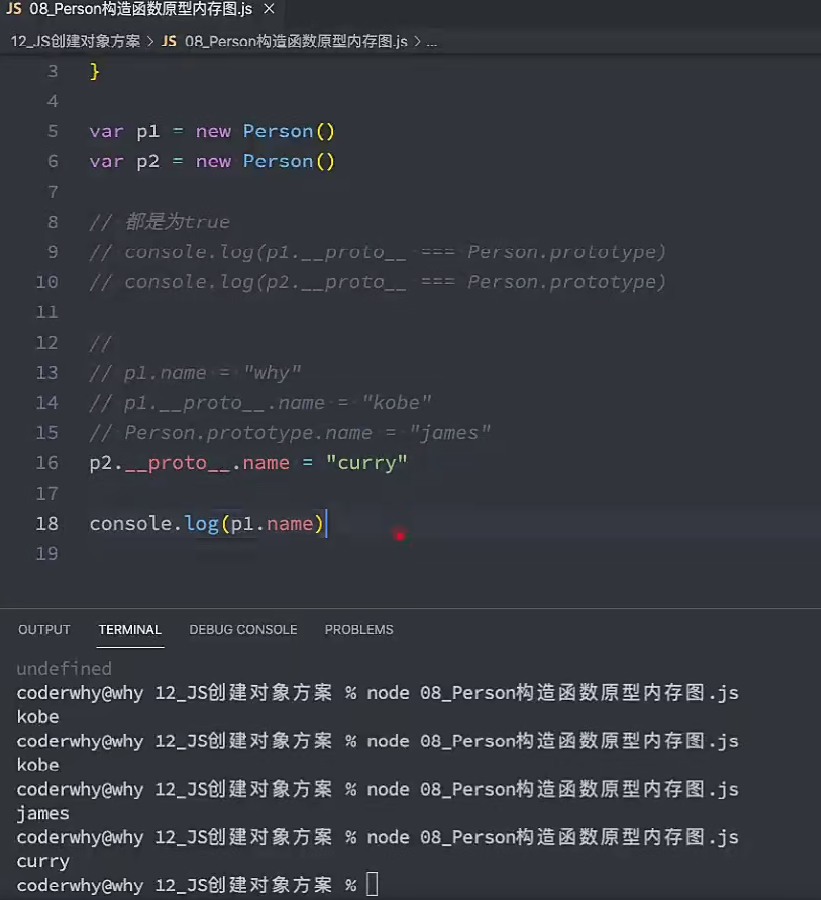 JS 08_Person构造函数原型内存图.js ×
12_JS创建对象方案 > JS 08_Person构造函数原型内存图.js > ...
3 }
4
5 var p1 = new Person()
6 var p2 = new Person()
7
8 // 都是为true
9 // console.log(p1.__proto__ === Person.prototype)
10 // console.log(p2.__proto__ === Person.prototype)
11
12 //
13 // p1.name = "why"
14 // p1.__proto__.name = "kobe"
15 // Person.prototype.name = "james"
16 p2.__proto__.name = "curry"
17
18 console.log(p1.name)
19
OUTPUT TERMINAL DEBUG CONSOLE PROBLEMS
undefined
coderwhy@why 12_JS创建对象方案 % node 08_Person构造函数原型内存图.js
kobe
coderwhy@why 12_JS创建对象方案 % node 08_Person构造函数原型内存图.js
kobe
coderwhy@why 12_JS创建对象方案 % node 08_Person构造函数原型内存图.js
james
coderwhy@why 12_JS创建对象方案 % node 08_Person构造函数原型内存图.js
curry
coderwhy@why 12_JS创建对象方案 %